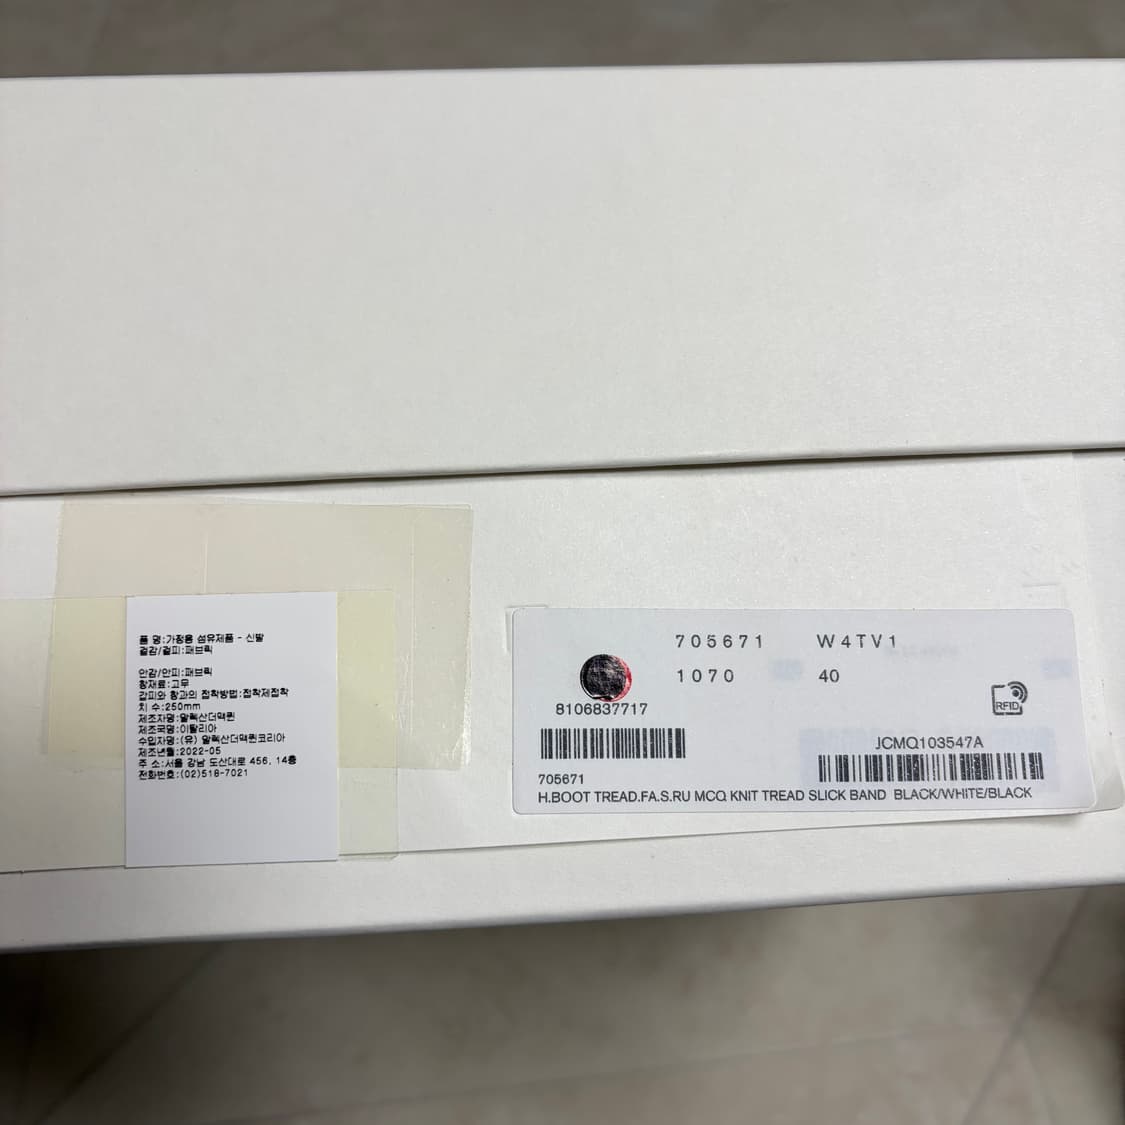 품 명:가정용 섬유제품 - 신발
겉감/겉피:패브릭
안감/안피:패브릭
창재료:고무
갑피와 창과의 접착방법:접착제접착
치 수:250mm
제조자명:알렉산더맥퀸
제조국명:이탈리아
수입자명:(유) 알렉산더맥퀸코리아
제조년월:2022-05
주 소:서울 강남 도산대로 456, 14층
전화번호:(02)518-7021
705671 W4TV1
1070 40
8106837717
RFID
JCMQ103547A
705671
H.BOOT TREAD.FA.S.RU MCQ KNIT TREAD SLICK BAND BLACK/WHITE/BLACK